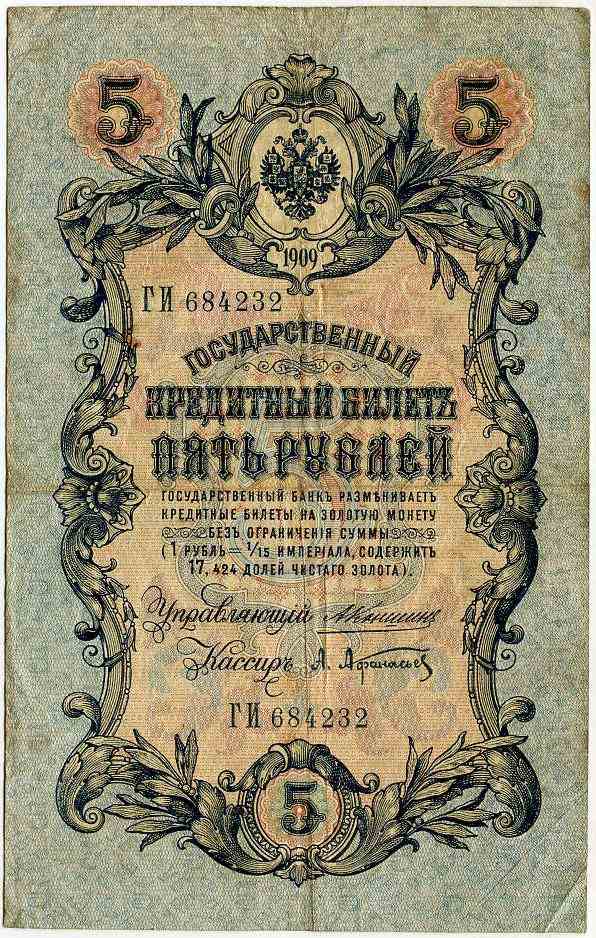 5 5
1909
ГИ 684232
ГОСУДАРСТВЕННЫЙ
КРЕДИТНЫЙ БИЛЕТЪ
ПЯТЬ РУБЛЕЙ
ГОСУДАРСТВЕННЫЙ БАНКЪ РАЗМѢНИВАЕТЪ
КРЕДИТНЫЕ БИЛЕТЫ НА ЗОЛОТУЮ МОНЕТУ
БЕЗЪ ОГРАНИЧЕНІЯ СУММЫ
(1 РУБЛЬ = 1/15 ИМПЕРІАЛА, СОДЕРЖИТЪ
17,424 ДОЛЕЙ ЧИСТАГО ЗОЛОТА).
Управляющій
Кассиръ А. Афанасьев
ГИ 684232
5